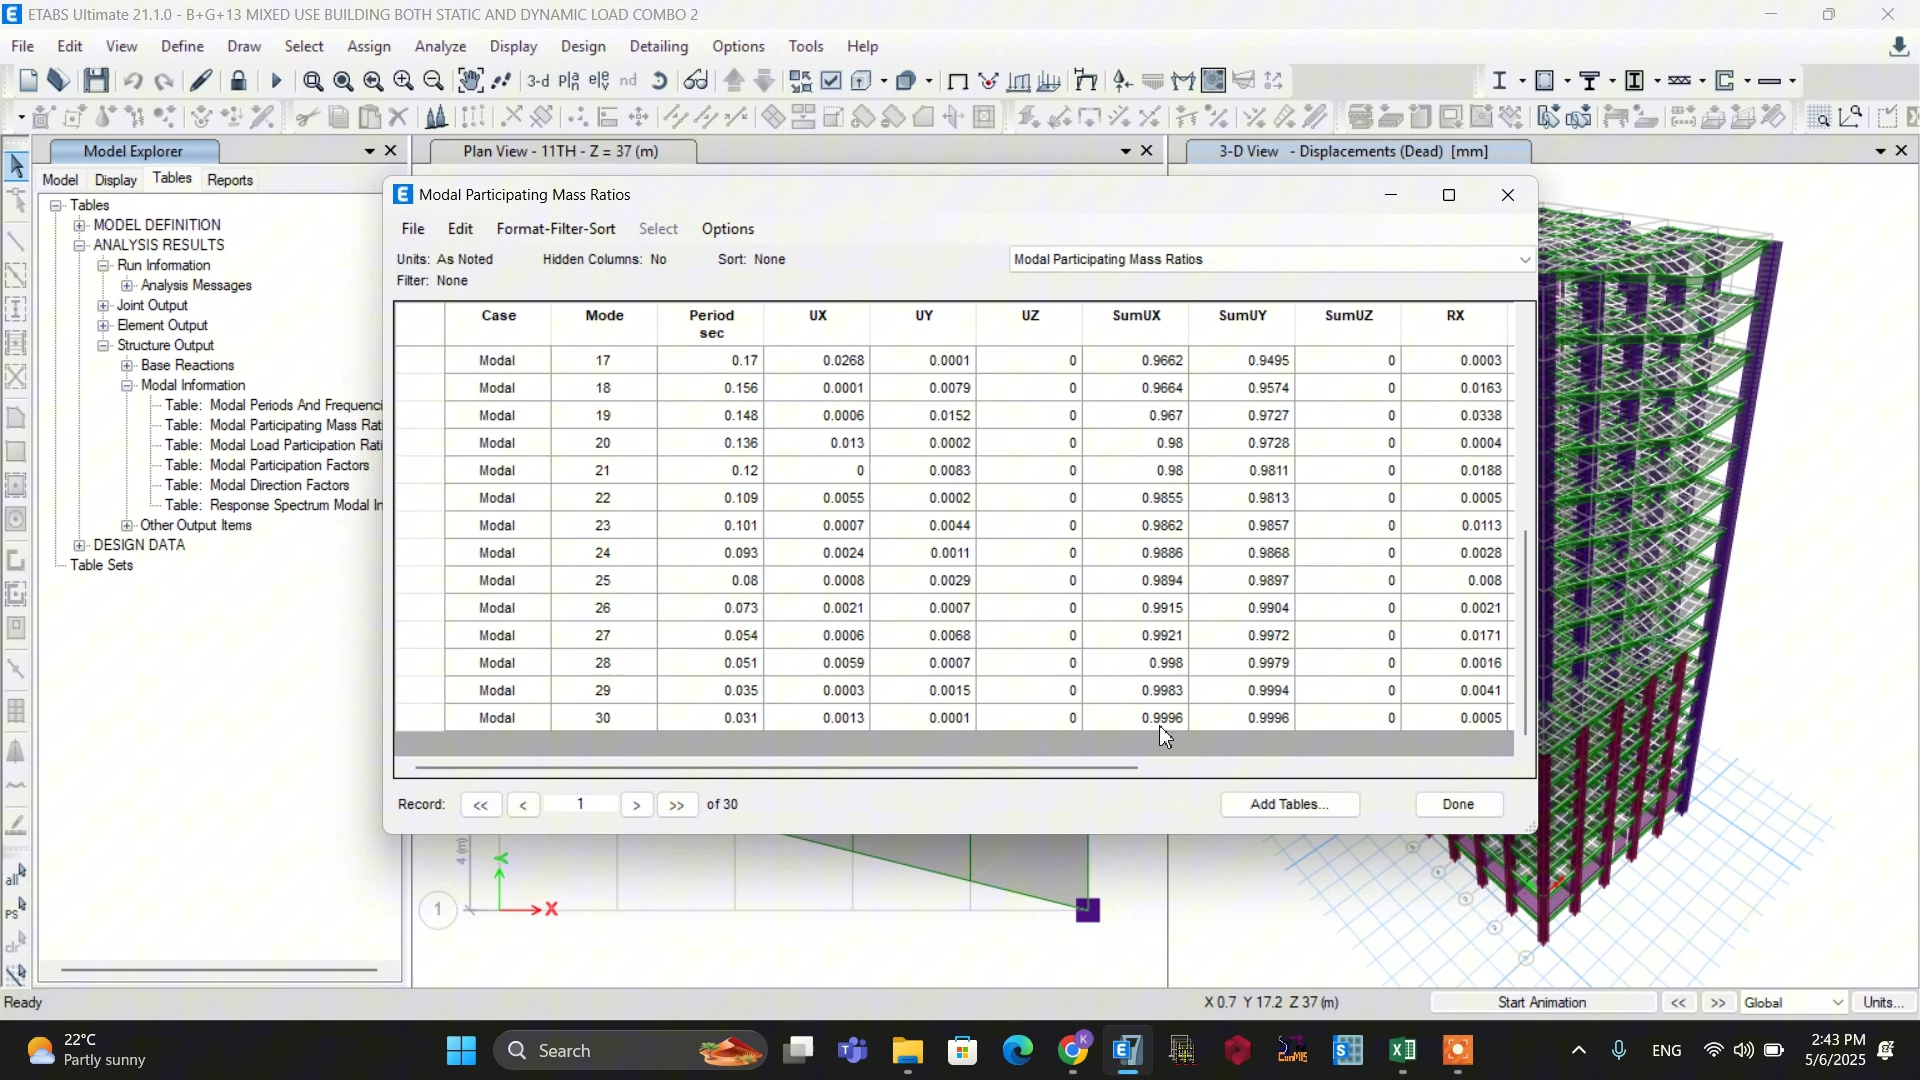 ETABS Ultimate 21.1.0 - B+G+13 MIXED USE BUILDING BOTH STATIC AND DYNAMIC LOAD COMBO 2
File Edit View Define Draw Select Assign Analyze Display Design Detailing Options Tools Help
3-d
nd
Model Explorer
Plan View - 11TH - Z = 37 (m)
3-D View - Displacements (Dead) [mm]
Model Display Tables Reports
Tables
MODEL DEFINITION
ANALYSIS RESULTS
Run Information
Analysis Messages
Joint Output
Element Output
Structure Output
Base Reactions
Modal Information
Table: Modal Periods And Frequenci
Table: Modal Participating Mass Rat
Table: Modal Load Participation Rati
Table: Modal Participation Factors
Table: Modal Direction Factors
Table: Response Spectrum Modal In
Other Output Items
DESIGN DATA
Table Sets
Modal Participating Mass Ratios
File Edit Format-Filter-Sort Select Options
Units: As Noted Hidden Columns: No Sort: None Modal Participating Mass Ratios
Filter: None
Case Mode Period sec UX UY UZ SumUX SumUY SumUZ RX
Modal 17 0.17 0.0268 0.0001 0 0.9662 0.9495 0 0.0003
Modal 18 0.156 0.0001 0.0079 0 0.9664 0.9574 0 0.0163
Modal 19 0.148 0.0006 0.0152 0 0.967 0.9727 0 0.0338
Modal 20 0.136 0.013 0.0002 0 0.98 0.9728 0 0.0004
Modal 21 0.12 0 0.0083 0 0.98 0.9811 0 0.0188
Modal 22 0.109 0.0055 0.0002 0 0.9855 0.9813 0 0.0005
Modal 23 0.101 0.0007 0.0044 0 0.9862 0.9857 0 0.0113
Modal 24 0.093 0.0024 0.0011 0 0.9886 0.9868 0 0.0028
Modal 25 0.08 0.0008 0.0029 0 0.9894 0.9897 0 0.008
Modal 26 0.073 0.0021 0.0007 0 0.9915 0.9904 0 0.0021
Modal 27 0.054 0.0006 0.0068 0 0.9921 0.9972 0 0.0171
Modal 28 0.051 0.0059 0.0007 0 0.998 0.9979 0 0.0016
Modal 29 0.035 0.0003 0.0015 0 0.9983 0.9994 0 0.0041
Modal 30 0.031 0.0013 0.0001 0 0.9996 0.9996 0 0.0005
Record: << < 1 > >> of 30 Add Tables... Done
4 (m)
Y
1
X
all
PS
clr
Ready X 0.7 Y 17.2 Z 37 (m) Start Animation << >> Global Units...
22°C
Partly sunny
Search
ENG
2:43 PM
5/6/2025